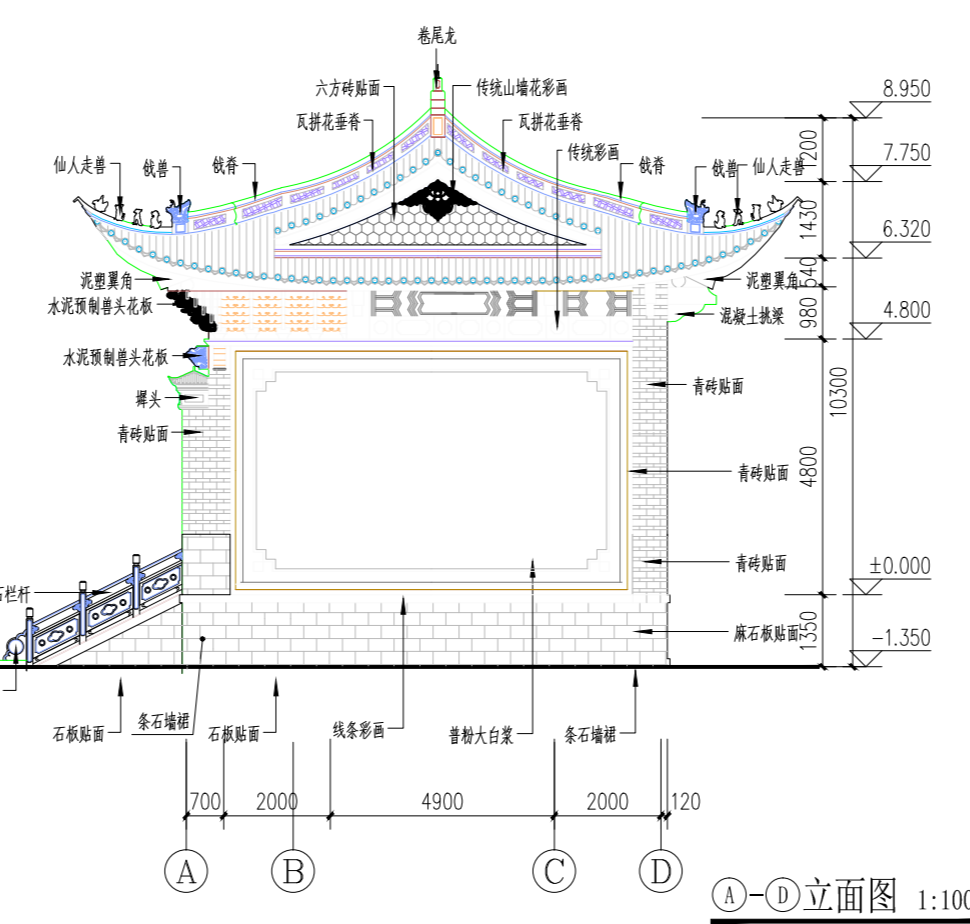 卷尾龙
六方砖贴面
传统山墙花彩画
8.950
瓦拼花垂脊
瓦拼花垂脊
1200
仙人走兽
戗兽
戗脊
传统彩画
戗脊
戗兽
仙人走兽
7.750
1430
6.320
泥塑翼角
泥塑翼角
540
水泥预制兽头花板
混凝土挑梁
980
4.800
水泥预制兽头花板
青砖贴面
墀头
10300
青砖贴面
青砖贴面
4800
青砖贴面
±0.000
石栏杆
麻石板贴面
1350
-1.350
石板贴面
条石墙裙
石板贴面
线条彩画
普粉大白浆
条石墙裙
700
2000
4900
2000
120
A
B
C
D
A-D立面图 1:100